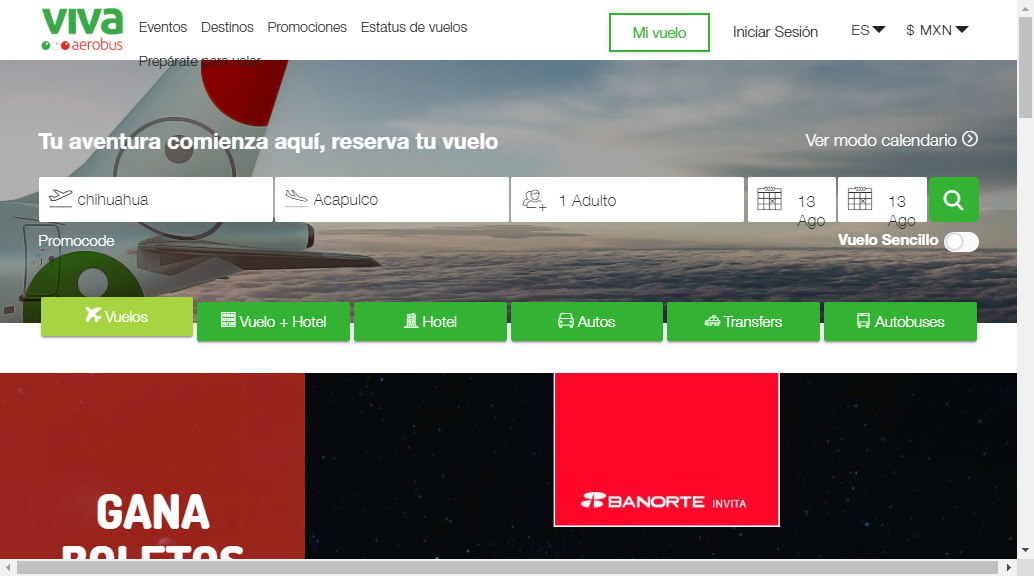 viva
aerobus
Eventos Destinos Promociones Estatus de vuelos
Prepárate para volar
Mi vuelo
Iniciar Sesión
ES
$ MXN
Tu aventura comienza aquí, reserva tu vuelo
Ver modo calendario
chihuahua
Acapulco
1 Adulto
13
Ago
13
Ago
Promocode
Vuelo Sencillo
Vuelos
Vuelo + Hotel
Hotel
Autos
Transfers
Autobuses
GANA
BOLETOS
BANORTE INVITA